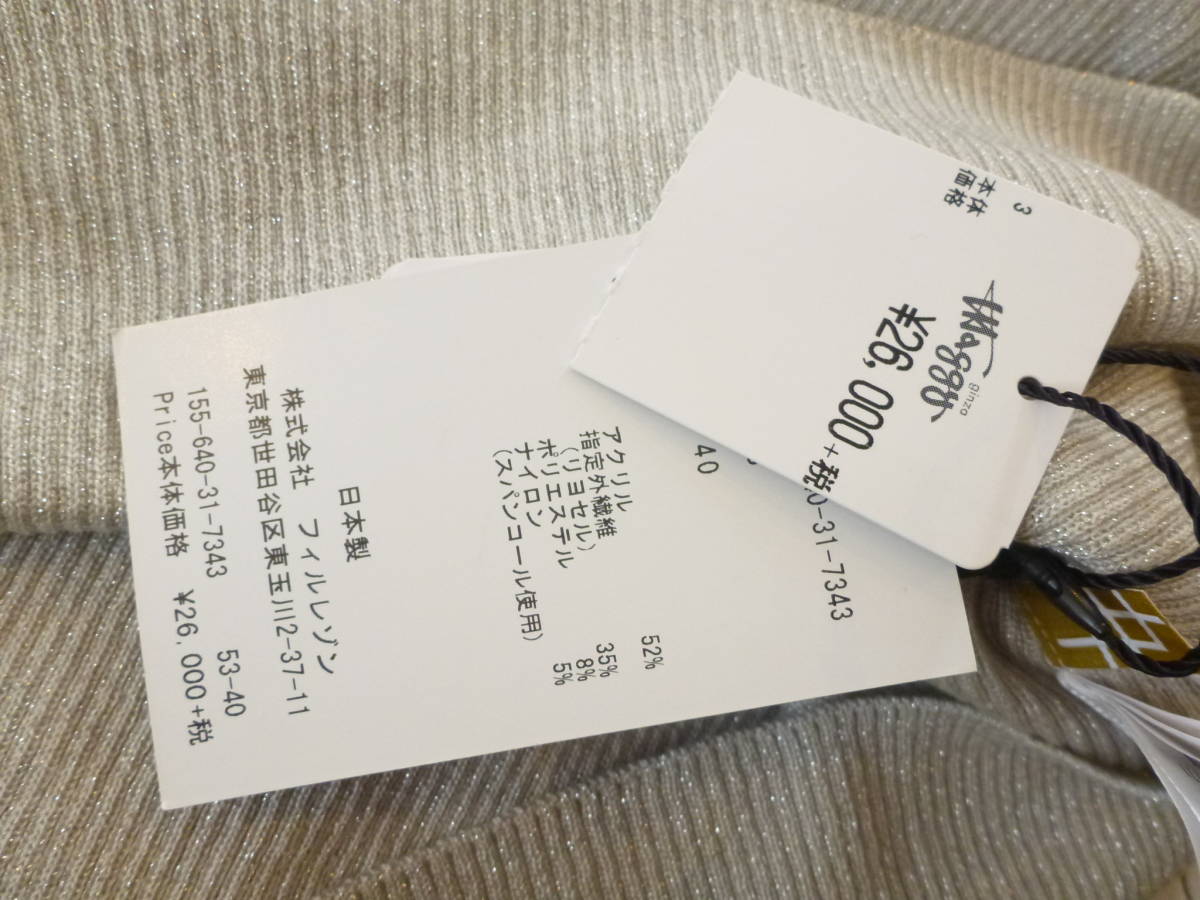 3
本体
価格
Maggy
ginza
¥26,000+税
0-31-7343
40
アクリル 52%
指定外繊維
(リヨセル) 35%
ポリエステル 8%
ナイロン 5%
(スパンコール使用)
日本製
株式会社 フィルレゾン
東京都世田谷区東玉川2-37-11
155-640-31-7343 53-40
Price本体価格 ¥26,000+税